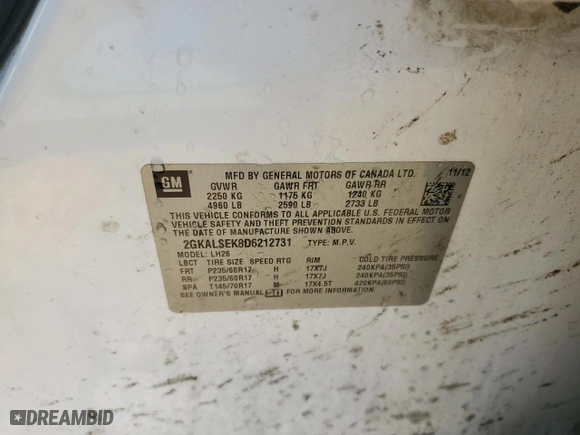 GM
MFD BY GENERAL MOTORS OF CANADA LTD. 11/12
GVWR GAWR FRT GAWR RR
2250 KG 1175 KG 1240 KG
4960 LB 2590 LB 2733 LB
THIS VEHICLE CONFORMS TO ALL APPLICABLE U.S. FEDERAL MOTOR
VEHICLE SAFETY AND THEFT PREVENTION STANDARDS IN EFFECT ON
THE DATE OF MANUFACTURE SHOWN ABOVE.
2GKALSEK8D6212731 TYPE: M.P.V.
MODEL: LH26
LBCT TIRE SIZE SPEED RTG RIM COLD TIRE PRESSURE
FRT P235/60R17 H 17X7J 240KPA(35PSI)
RR P235/60R17 H 17X7J 240KPA(35PSI)
SPA T145/70R17 M 17X4.5T 420KPA(60PSI)
SEE OWNER'S MANUAL FOR MORE INFORMATION.
DREAMBID